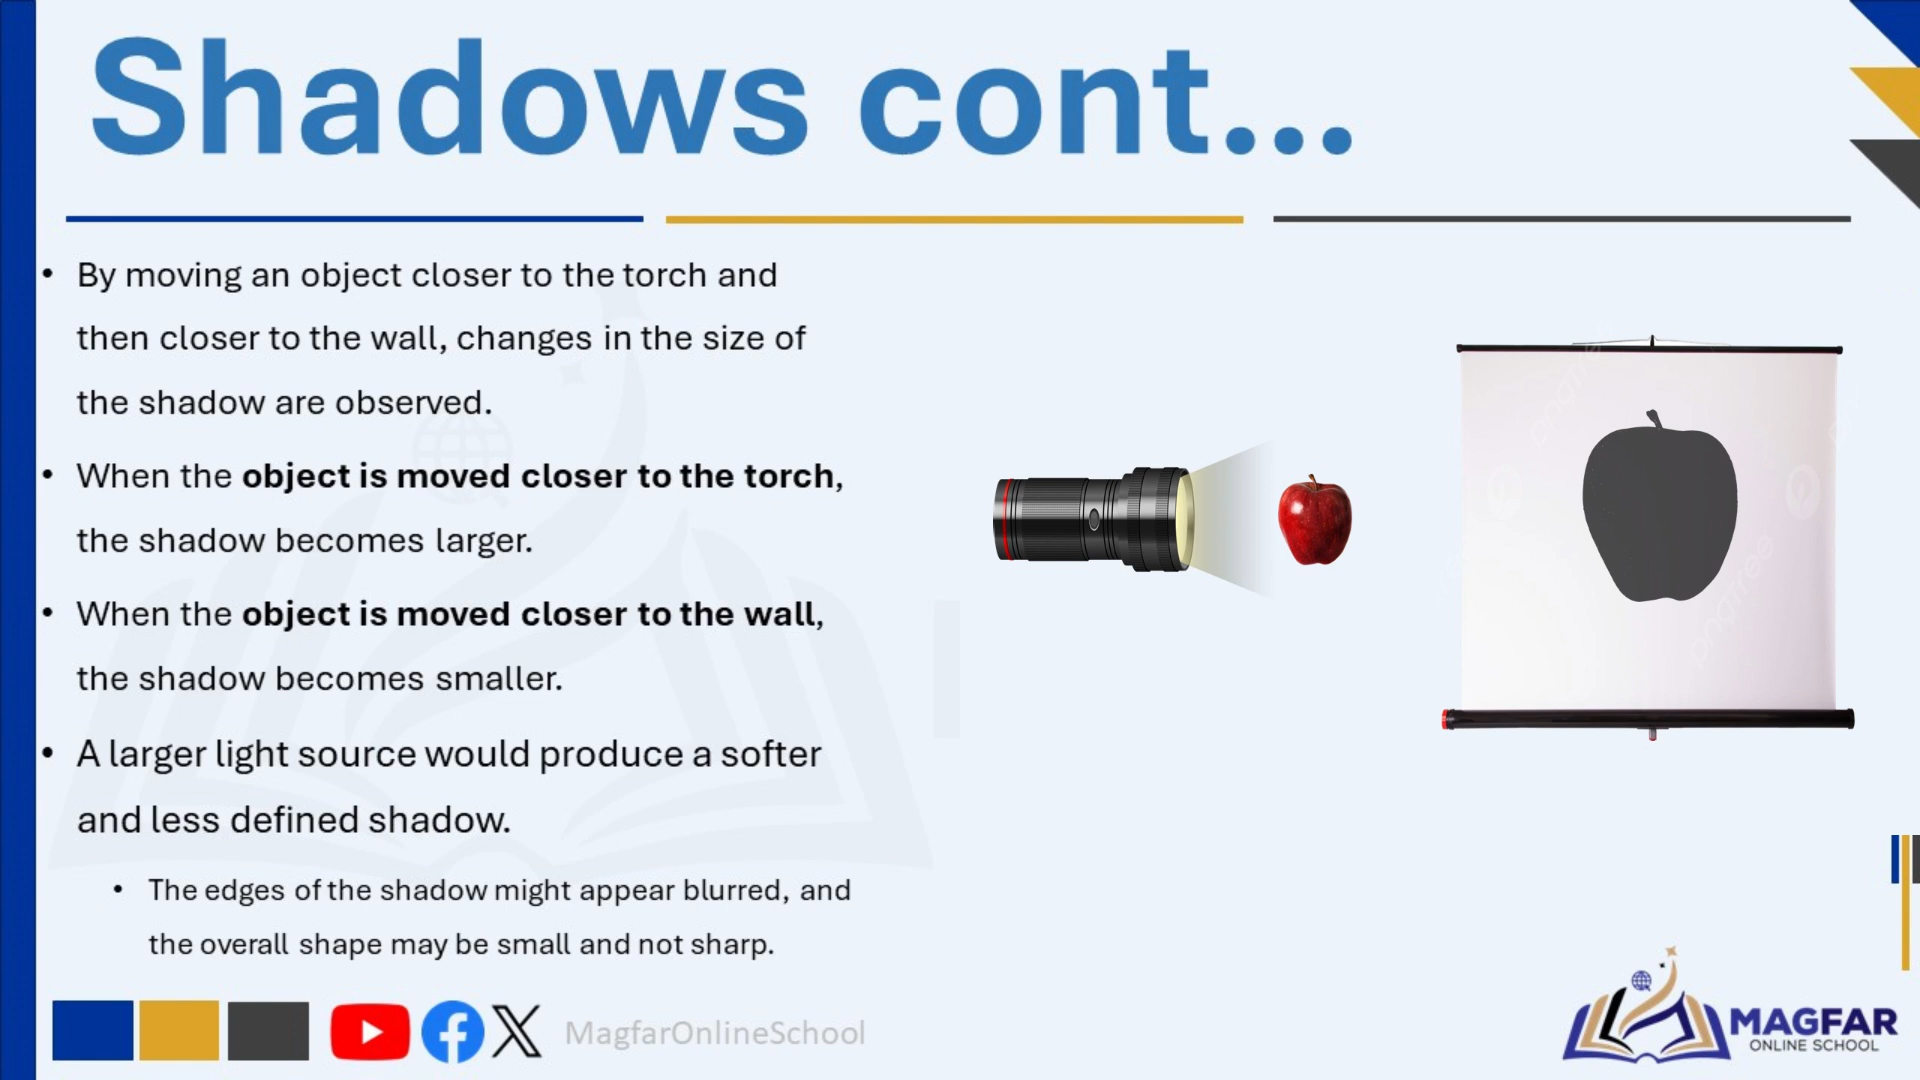 Shadows cont...
• By moving an object closer to the torch and
then closer to the wall, changes in the size of
the shadow are observed.
• When the object is moved closer to the torch,
the shadow becomes larger.
• When the object is moved closer to the wall,
the shadow becomes smaller.
• A larger light source would produce a softer
and less defined shadow.
• The edges of the shadow might appear blurred, and
the overall shape may be small and not sharp.
MagfarOnlineSchool
MAGFAR
ONLINE SCHOOL